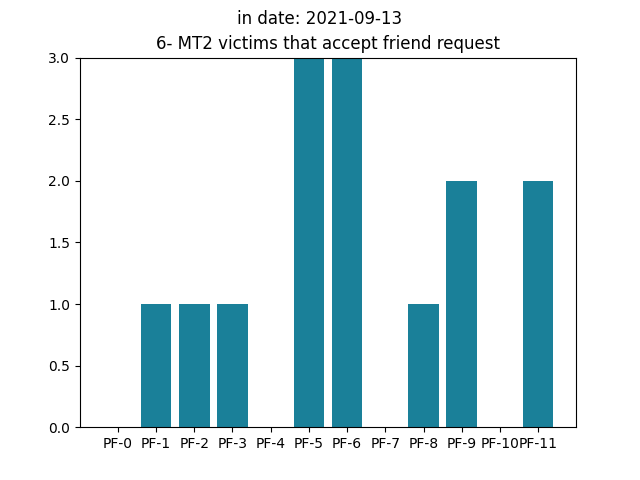 in date: 2021-09-13
6- MT2 victims that accept friend request
3.0
2.5
2.0
1.5
1.0
0.5
0.0
PF-0 PF-1 PF-2 PF-3 PF-4 PF-5 PF-6 PF-7 PF-8 PF-9 PF-10 PF-11